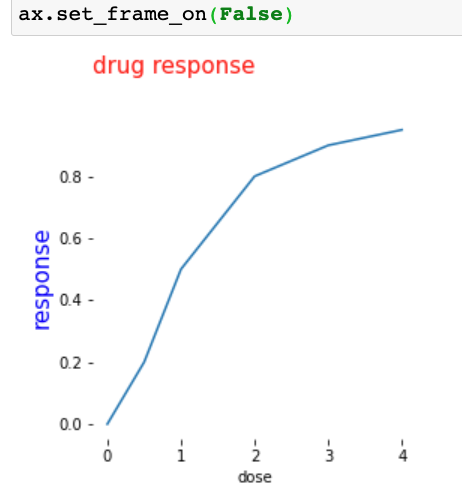 ax.set_frame_on(False)
drug response
0.8
0.6
response
0.4
0.2
0.0
0 1 2 3 4
dose